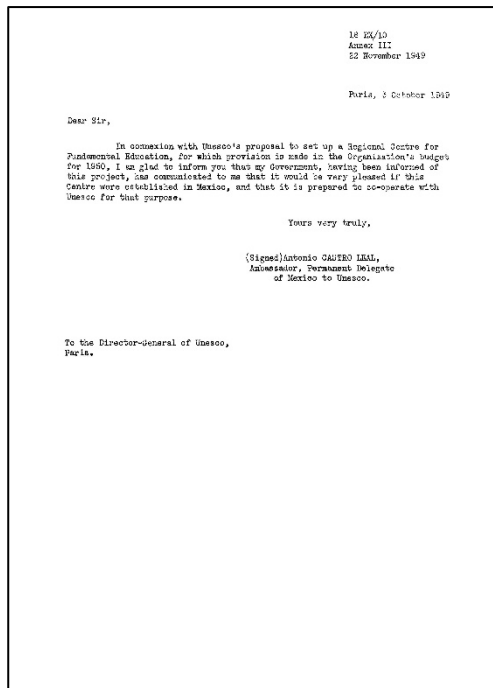 18 EX/10
Annex III
22 November 1949
Paris, 3 October 1949
Dear Sir,
In connexion with Unesco's proposal to set up a Regional Centre for
Fundamental Education, for which provision is made in the Organization's budget
for 1950, I am glad to inform you that my Government, having been informed of
this project, has communicated to me that it would be very pleased if this
Centre were established in Mexico, and that it is prepared to co-operate with
Unesco for that purpose.
Yours very truly,
(Signed)Antonio CASTRO LEAL,
Ambassador, Permanent Delegate
of Mexico to Unesco.
To the Director-General of Unesco,
Paris.